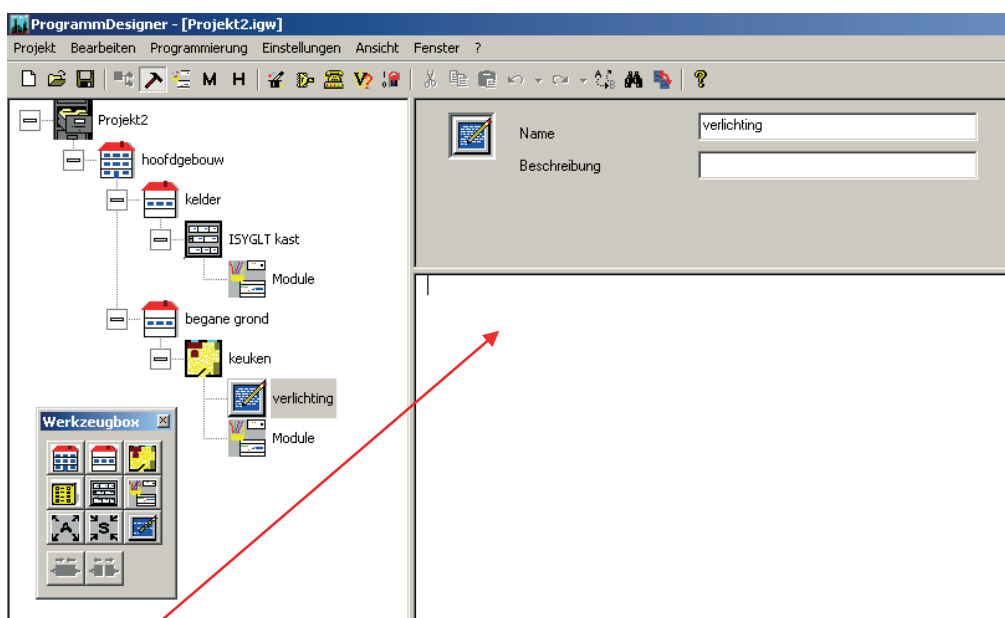 ProgrammDesigner - [Projekt2.igw]
Projekt Bearbeiten Programmierung Einstellungen Ansicht Fenster ?
M H
Projekt2
hoofdgebouw
kelder
ISYGLT kast
Module
begane grond
keuken
verlichting
Module
Werkzeugbox
A S
Name verlichting
Beschreibung